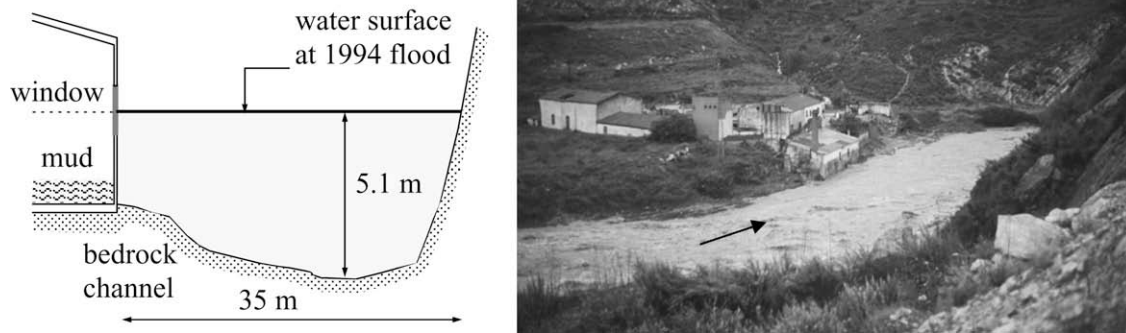 water surface
at 1994 flood
window
mud
5.1 m
bedrock
channel
35 m